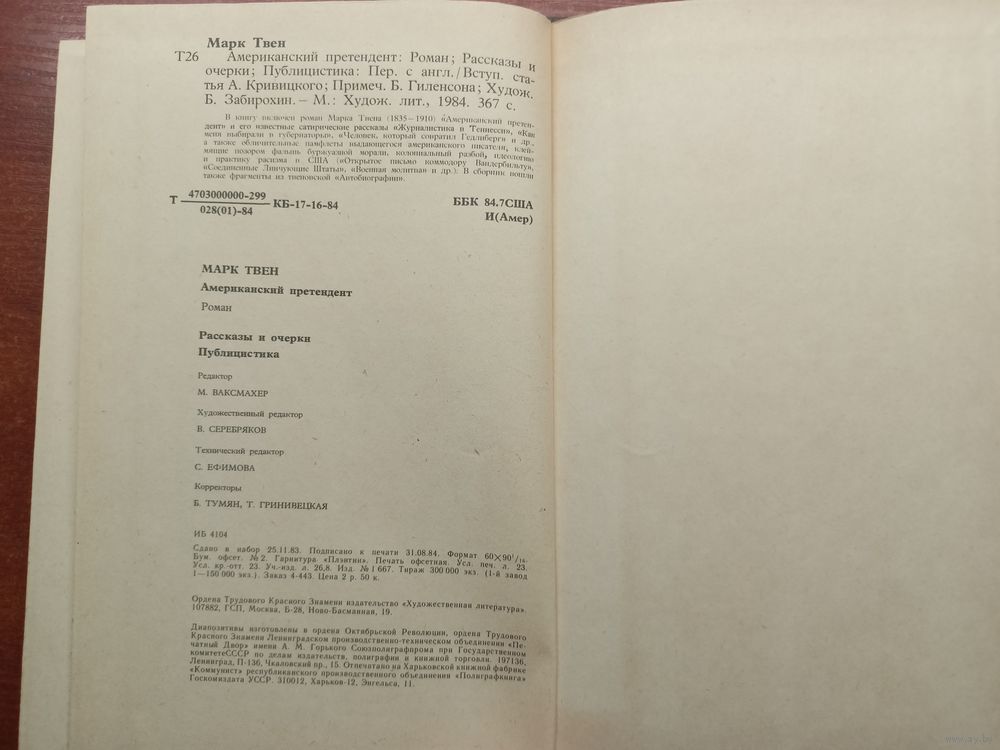 Марк Твен
Т26 Американский претендент: Роман; Рассказы и
очерки; Публицистика: Пер. с англ./Вступ. ста-
тья А. Кривицкого; Примеч. Б. Гиленсона; Худож.
Б. Забирохин. – М.: Худож. лит., 1984. 367 с.
В книгу включен роман Марка Твена (1835–1910) «Американский претен-
дент» и его известные сатирические рассказы «Журналистика в Теннесси», «Как
меня выбирали в губернаторы», «Человек, который совратил Гедлиберг» и др.,
а также обличительные памфлеты выдающегося американского писателя, клей-
мящие позором фальшь буржуазной морали, колониальный разбой, идеологию
и практику расизма в США («Открытое письмо коммодору Вандербильту»,
«Соединенные Линчующие Штаты», «Военная молитва» и др.). В сборник вошли
также фрагменты из твеновской «Автобиографии».
Т 4703000000-299
028(01)-84 КБ-17-16-84
ББК 84.7США
И(Амер)
МАРК ТВЕН
Американский претендент
Роман
Рассказы и очерки
Публицистика
Редактор
М. ВАКСМАХЕР
Художественный редактор
В. СЕРЕБРЯКОВ
Технический редактор
С. ЕФИМОВА
Корректоры
Б. ТУМЯН, Т. ГРИНИВЕЦКАЯ
ИБ 4104
Сдано в набор 25.11.83. Подписано к печати 31.08.84. Формат 60×90 1/16.
Бум. офсет. №2. Гарнитура «Плэнтин». Печать офсетная. Усл. печ. л. 23.
Усл. кр.-отт. 23. Уч.-изд. л. 26,8. Изд. №1667. Тираж 300 000 экз. (1-й завод
1–150 000 экз.). Заказ 4-443. Цена 2 р. 50 к.
Ордена Трудового Красного Знамени издательство «Художественная литература».
107882, ГСП, Москва, Б-28, Ново-Басманная, 19.
Диапозитивы изготовлены в ордена Октябрьской Революции, ордена Трудового
Красного Знамени Ленинградском производственно-техническом объединении «Пе-
чатный Двор» имени А. М. Горького Союзполиграфпрома при Государственном
комитете СССР по делам издательств, полиграфии и книжной торговли. 197136,
Ленинград, П-136, Чкаловский пр., 15. Отпечатано на Харьковской книжной фабрике
«Коммунист» республиканского производственного объединения «Полиграфкнига»
Госкомиздата УССР. 310012, Харьков-12, Энгельса, 11.
www.ay.by